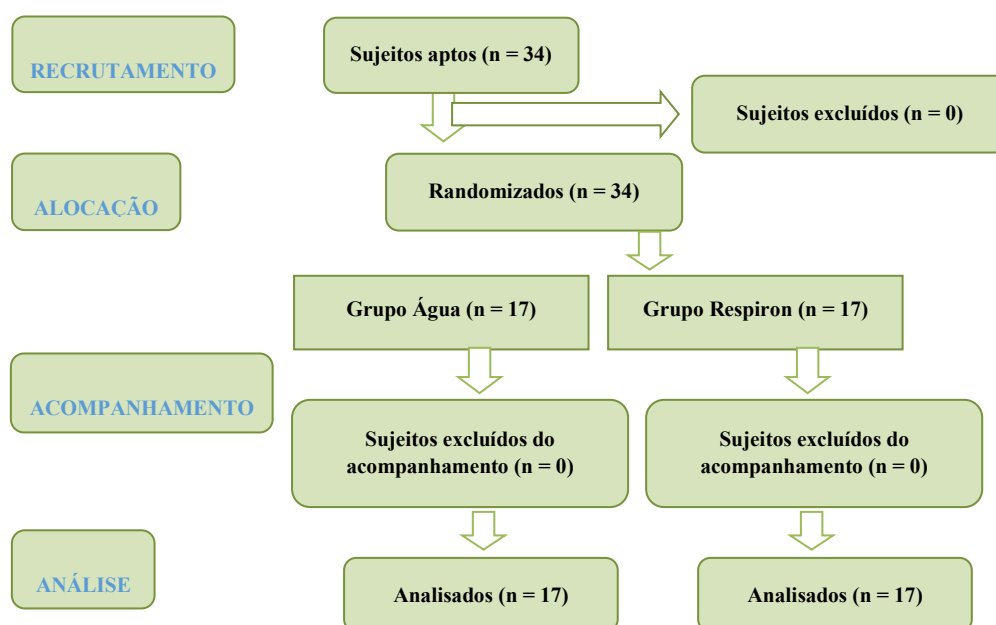 RECRUTAMENTO
Sujeitos aptos (n = 34)
Sujeitos excluídos (n = 0)
ALOCAÇÃO
Randomizados (n = 34)
Grupo Água (n = 17)
Grupo Respiron (n = 17)
ACOMPANHAMENTO
Sujeitos excluídos do
acompanhamento (n = 0)
Sujeitos excluídos do
acompanhamento (n = 0)
ANÁLISE
Analisados (n = 17)
Analisados (n = 17)